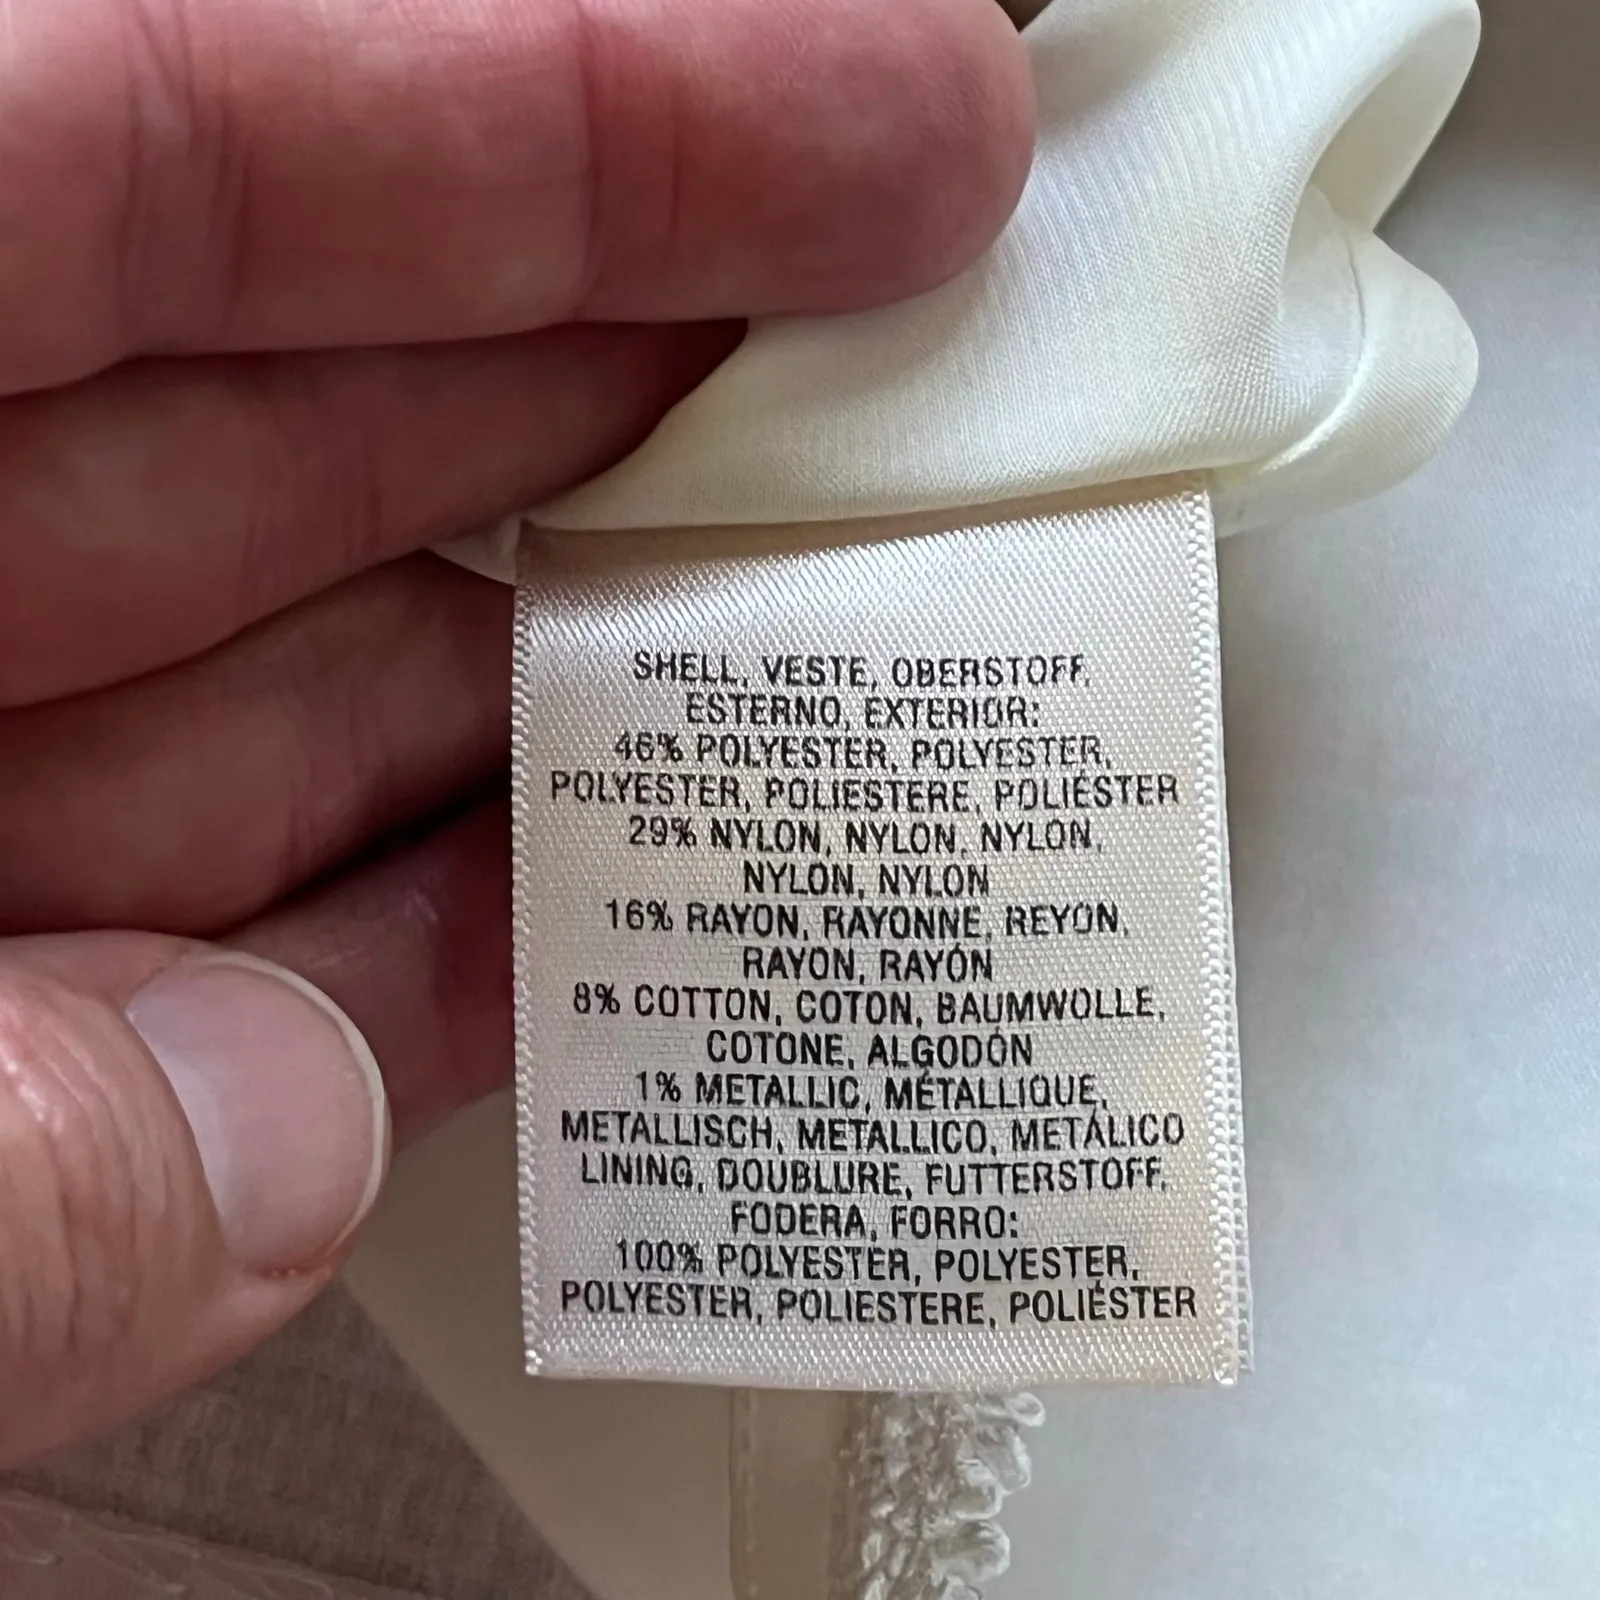 SHELL, VESTE, OBERSTOFF,
ESTERNO, EXTERIOR:
46% POLYESTER, POLYESTER,
POLYESTER, POLIESTERE, POLIÉSTER
29% NYLON, NYLON, NYLON,
NYLON, NYLON
16% RAYON, RAYONNE, REYON,
RAYON, RAYÓN
8% COTTON, COTON, BAUMWOLLE,
COTONE, ALGODÓN
1% METALLIC, MÉTALLIQUE,
METALLISCH, METALLICO, METÁLICO
LINING, DOUBLURE, FUTTERSTOFF,
FODERA, FORRO:
100% POLYESTER, POLYESTER,
POLYESTER, POLIESTERE, POLIÉSTER